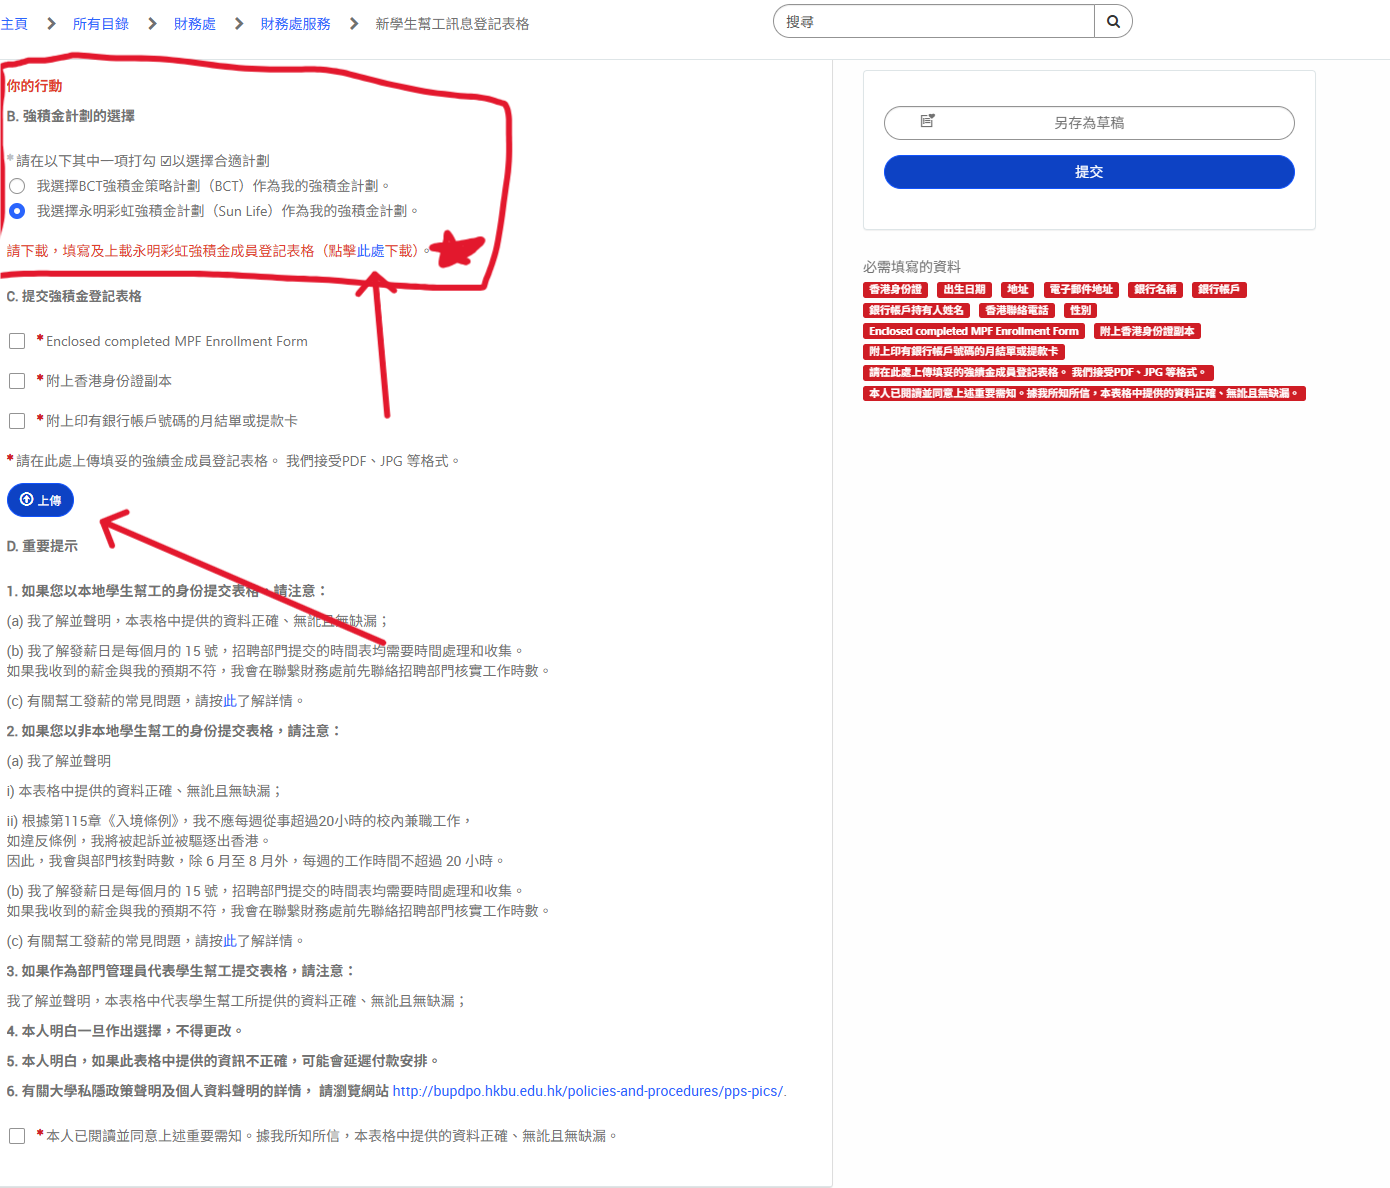 主頁 > 所有目錄 > 財務處 > 財務處服務 > 新學生幫工訊息登記表格
搜尋
你的行動
B. 強積金計劃的選擇
*請在以下其中一項打勾 ☑以選擇合適計劃
我選擇BCT強積金策略計劃（BCT）作為我的強積金計劃。
我選擇永明彩虹強積金計劃（Sun Life）作為我的強積金計劃。
請下載，填寫及上載永明彩虹強積金成員登記表格（點擊此處下載）。
C. 提交強積金登記表格
*Enclosed completed MPF Enrollment Form
*附上香港身份證副本
*附上印有銀行帳戶號碼的月結單或提款卡
*請在此處上傳填妥的強績金成員登記表格。 我們接受PDF、JPG 等格式。
上傳
D. 重要提示
1. 如果您以本地學生幫工的身份提交表格，請注意：
(a) 我了解並聲明，本表格中提供的資料正確、無訛且無缺漏；
(b) 我了解發薪日是每個月的 15 號，招聘部門提交的時間表均需要時間處理和收集。
如果我收到的薪金與我的預期不符，我會在聯繫財務處前先聯絡招聘部門核實工作時數。
(c) 有關幫工發薪的常見問題，請按此了解詳情。
2. 如果您以非本地學生幫工的身份提交表格，請注意：
(a) 我了解並聲明
i) 本表格中提供的資料正確、無訛且無缺漏；
ii) 根據第115章《入境條例》，我不應每週從事超過20小時的校內兼職工作，
如違反條例，我將被起訴並被驅逐出香港。
因此，我會與部門核對時數，除 6 月至 8 月外，每週的工作時間不超過 20 小時。
(b) 我了解發薪日是每個月的 15 號，招聘部門提交的時間表均需要時間處理和收集。
如果我收到的薪金與我的預期不符，我會在聯繫財務處前先聯絡招聘部門核實工作時數。
(c) 有關幫工發薪的常見問題，請按此了解詳情。
3. 如果作為部門管理員代表學生幫工提交表格，請注意：
我了解並聲明，本表格中代表學生幫工所提供的資料正確、無訛且無缺漏；
4. 本人明白一旦作出選擇，不得更改。
5. 本人明白，如果此表格中提供的資訊不正確，可能會延遲付款安排。
6. 有關大學私隱政策聲明及個人資料聲明的詳情， 請瀏覽網站 http://bupdpo.hkbu.edu.hk/policies-and-procedures/pps-pics/.
*本人已閱讀並同意上述重要需知。據我所知所信，本表格中提供的資料正確、無訛且無缺漏。
另存為草稿
提交
必需填寫的資料
香港身份證 出生日期 地址 電子郵件地址 銀行名稱 銀行帳戶
銀行帳戶持有人姓名 香港聯絡電話 性別
Enclosed completed MPF Enrollment Form 附上香港身份證副本
附上印有銀行帳戶號碼的月結單或提款卡
請在此處上傳填妥的強績金成員登記表格。 我們接受PDF、JPG 等格式。
本人已閱讀並同意上述重要需知。據我所知所信，本表格中提供的資料正確、無訛且無缺漏。